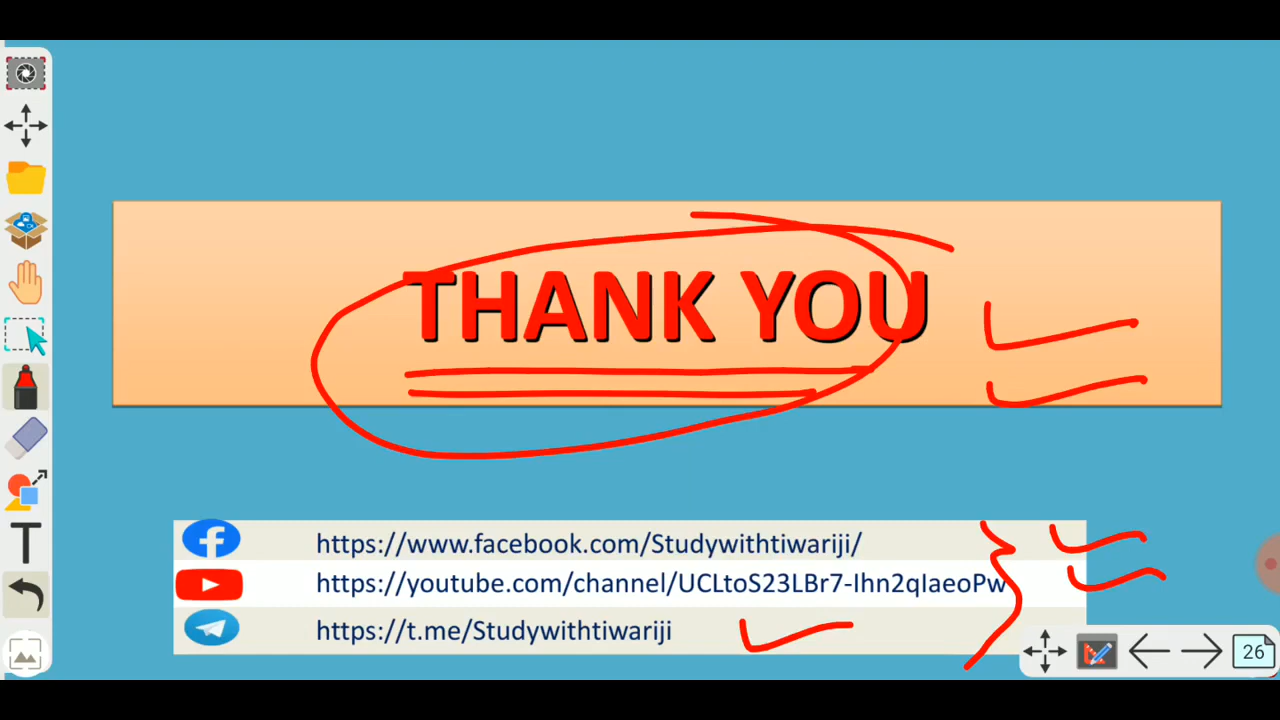 THANK YOU
https://www.facebook.com/Studywithtiwariji/
https://youtube.com/channel/UCLtoS23LBr7-Ihn2qIaeoPw
https://t.me/Studywithtiwariji
T
26